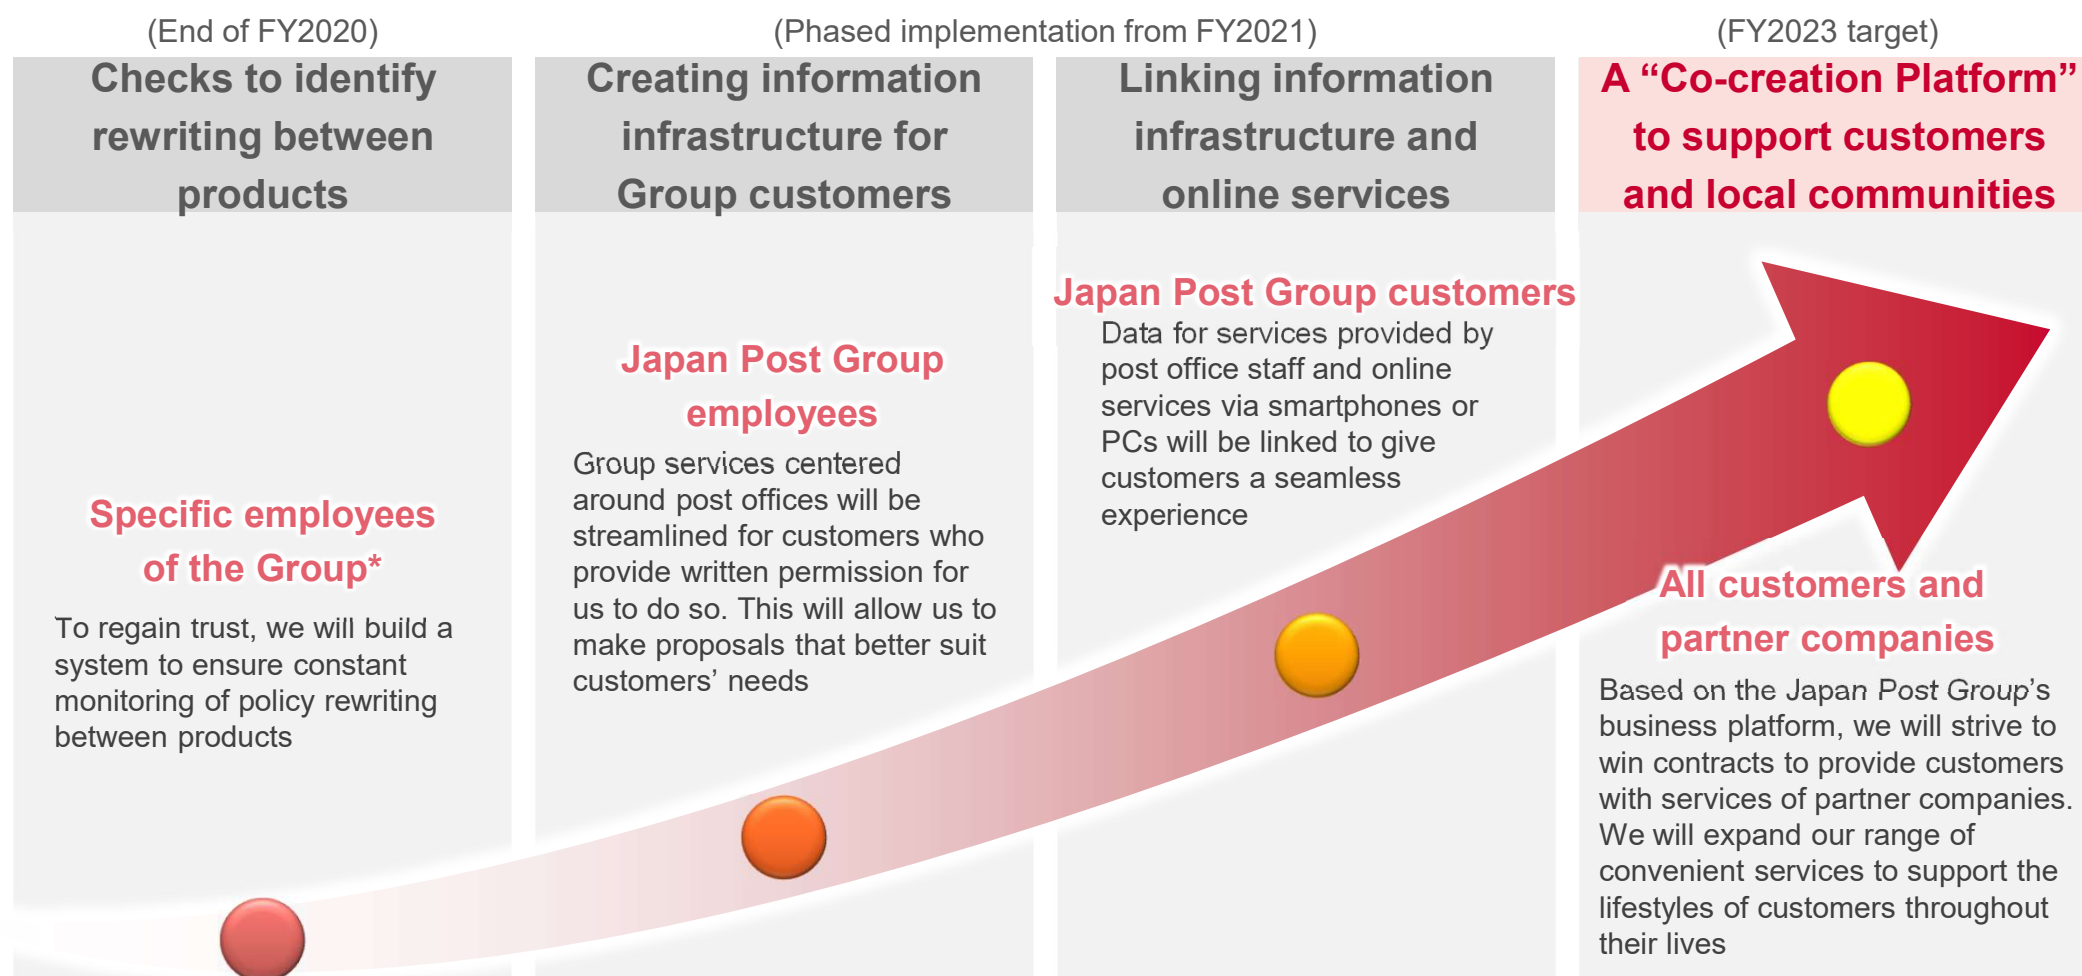 (End of FY2020)
Checks to identify
rewriting between
products
Specific employees
of the Group*
To regain trust, we will build a
system to ensure constant
monitoring of policy rewriting
between products
(Phased implementation from FY2021)
Creating information
infrastructure for
Group customers
Japan Post Group
employees
Group services centered
around post offices will be
streamlined for customers who
provide written permission for
us to do so. This will allow us to
make proposals that better suit
customers’ needs
Linking information
infrastructure and
online services
Japan Post Group customers
Data for services provided by
post office staff and online
services via smartphones or
PCs will be linked to give
customers a seamless
experience
(FY2023 target)
A “Co-creation Platform”
to support customers
and local communities
All customers and
partner companies
Based on the Japan Post Group’s
business platform, we will strive to
win contracts to provide customers
with services of partner companies.
We will expand our range of
convenient services to support the
lifestyles of customers throughout
their lives